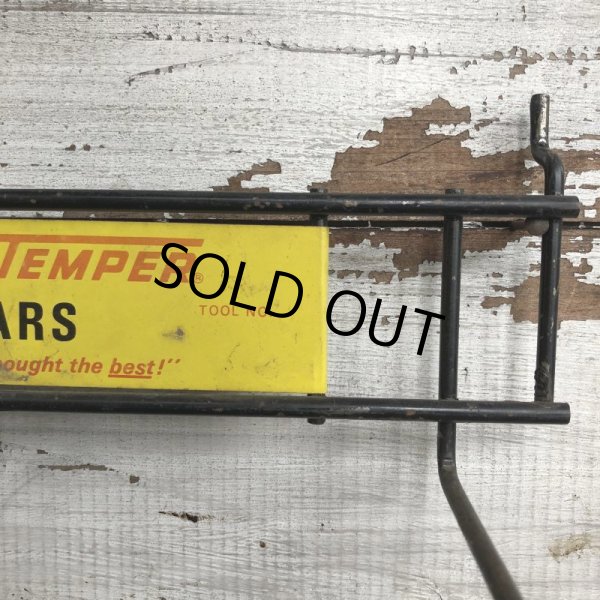 TEMPER®
ARS
TOOL NO
ought the best!"
SOLD OUT